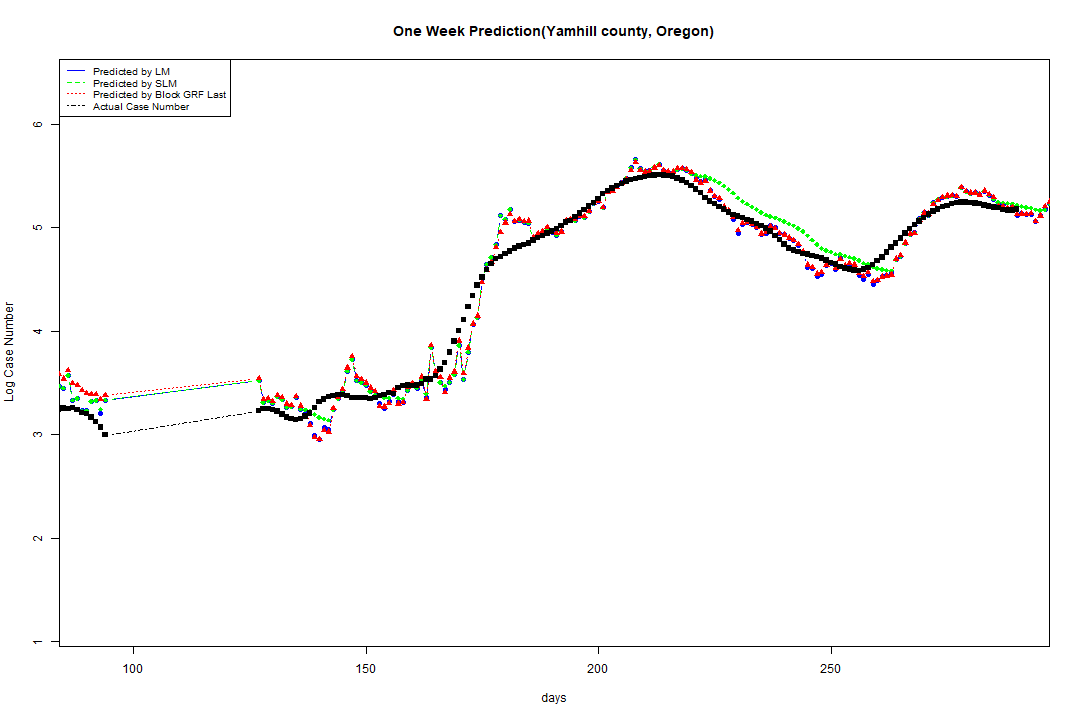 One Week Prediction(Yamhill county, Oregon)
Predicted by LM
Predicted by SLM
Predicted by Block GRF Last
Actual Case Number
6
5
4
3
2
1
Log Case Number
100 150 200 250
days